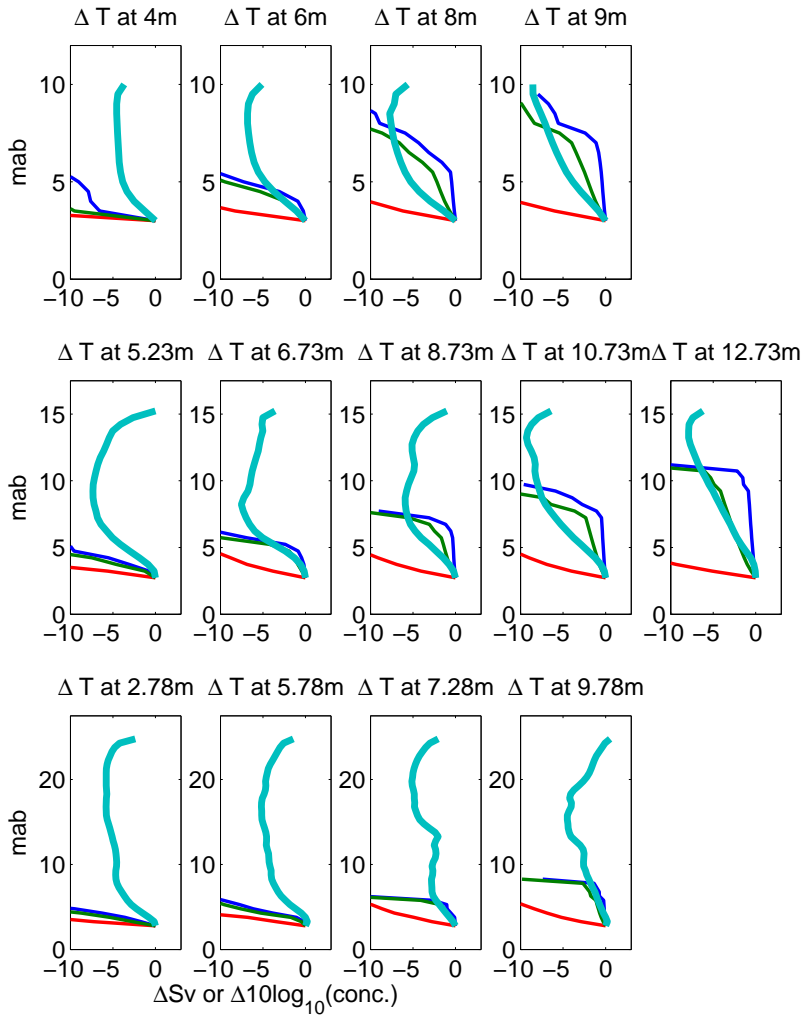 Δ T at 4m Δ T at 6m Δ T at 8m Δ T at 9m
10 10 10 10
mab
5 5 5 5
0 0 0 0
−10 −5 0 −10 −5 0 −10 −5 0 −10 −5 0
Δ T at 5.23m Δ T at 6.73m Δ T at 8.73m Δ T at 10.73m Δ T at 12.73m
15 15 15 15 15
10 10 10 10 10
mab
5 5 5 5 5
0 0 0 0 0
−10 −5 0 −10 −5 0 −10 −5 0 −10 −5 0 −10 −5 0
Δ T at 2.78m Δ T at 5.78m Δ T at 7.28m Δ T at 9.78m
20 20 20 20
mab
10 10 10 10
0 0 0 0
−10 −5 0 −10 −5 0 −10 −5 0 −10 −5 0
ΔSv or Δ10log10(conc.)